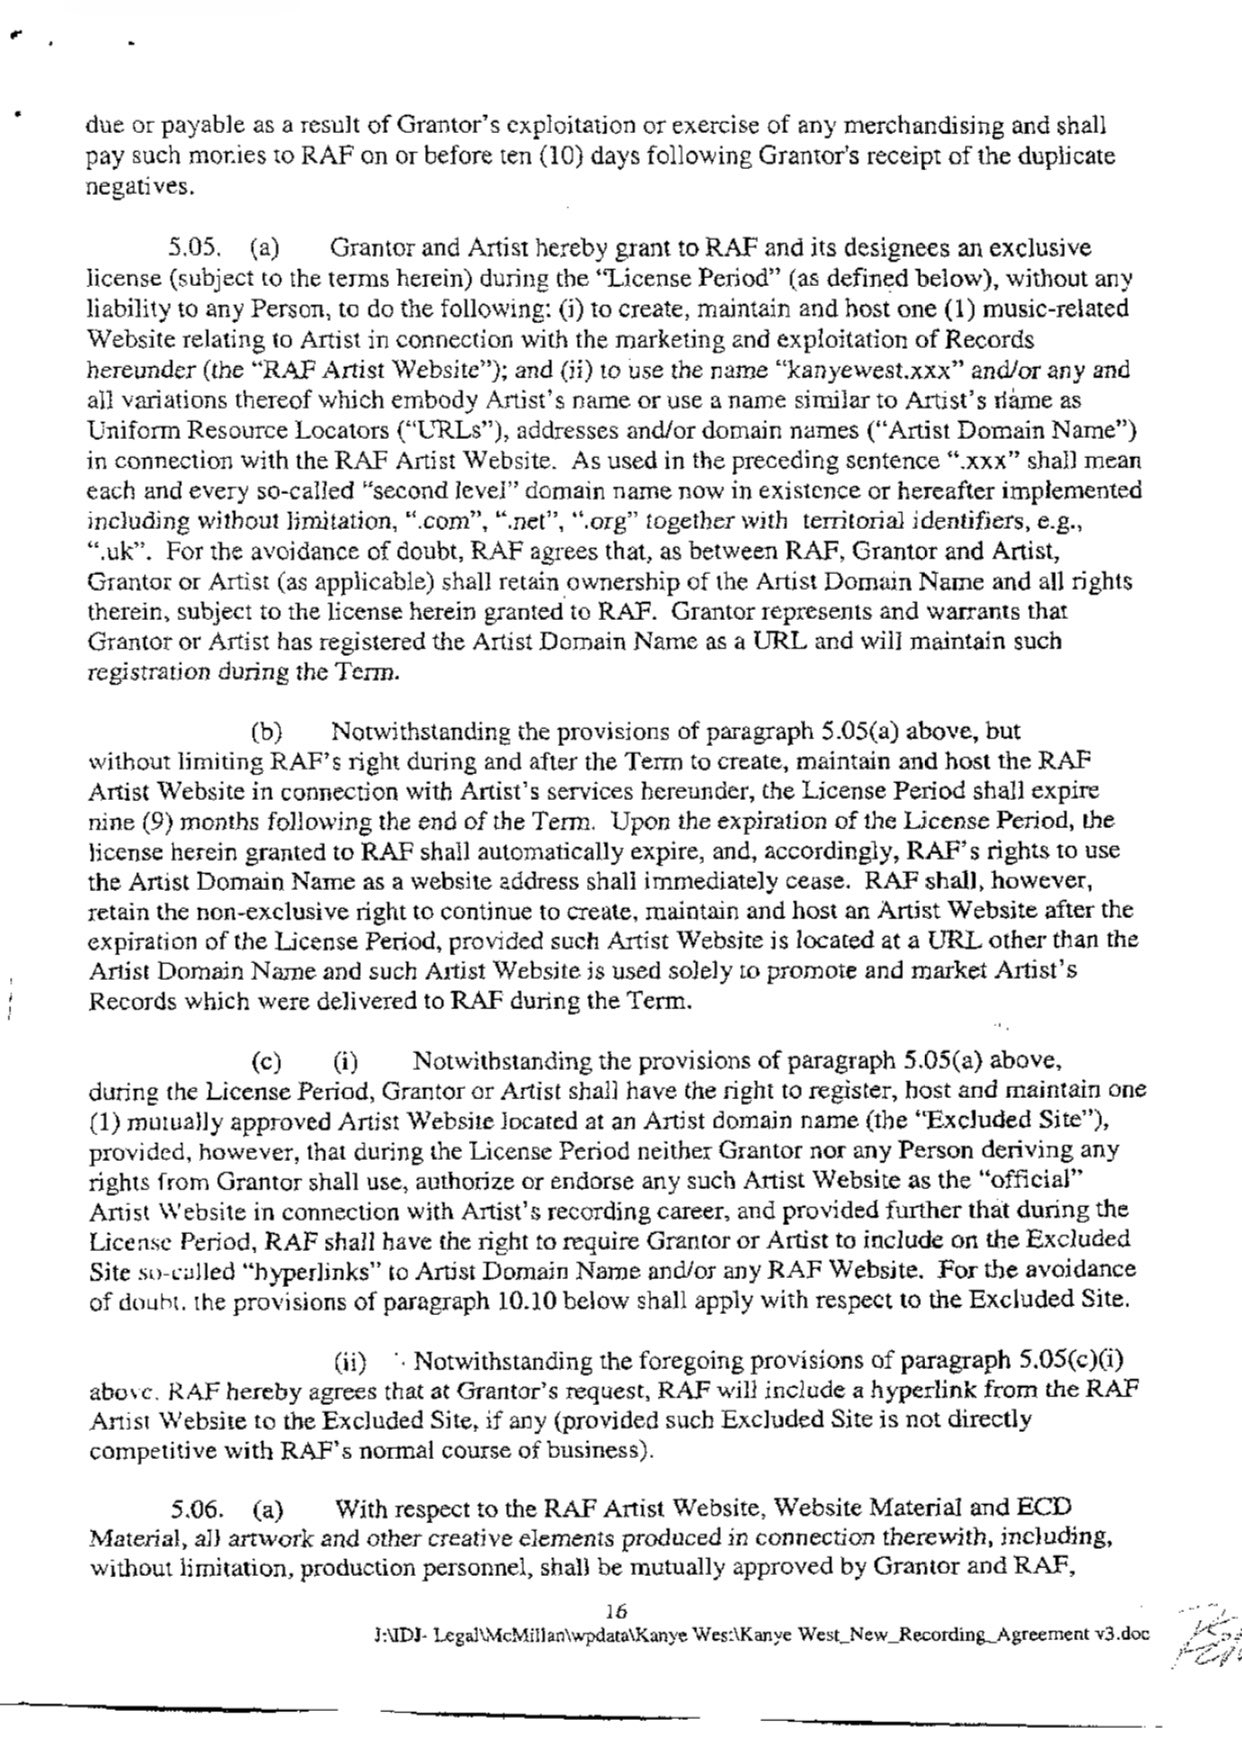 due or payable as a result of Grantor's exploitation or exercise of any merchandising and shall
pay such monies to RAF on or before ten (10) days following Grantor's receipt of the duplicate
negatives.
5.05. (a) Grantor and Artist hereby grant to RAF and its designees an exclusive
license (subject to the terms herein) during the “License Period” (as defined below), without any
liability to any Person, to do the following: (i) to create, maintain and host one (1) music-related
Website relating to Artist in connection with the marketing and exploitation of Records
hereunder (the “RAF Artist Website”); and (ii) to use the name “kanyewest.xxx” and/or any and
all variations thereof which embody Artist's name or use a name similar to Artist's name as
Uniform Resource Locators (“URLs”), addresses and/or domain names (“Artist Domain Name”)
in connection with the RAF Artist Website. As used in the preceding sentence “.xxx” shall mean
each and every so-called “second level” domain name now in existence or hereafter implemented
including without limitation, “.com”, “.net”, “.org” together with territorial identifiers, e.g.,
“.uk”. For the avoidance of doubt, RAF agrees that, as between RAF, Grantor and Artist,
Grantor or Artist (as applicable) shall retain ownership of the Artist Domain Name and all rights
therein, subject to the license herein granted to RAF. Grantor represents and warrants that
Grantor or Artist has registered the Artist Domain Name as a URL and will maintain such
registration during the Term.
(b) Notwithstanding the provisions of paragraph 5.05(a) above, but
without limiting RAF's right during and after the Term to create, maintain and host the RAF
Artist Website in connection with Artist's services hereunder, the License Period shall expire
nine (9) months following the end of the Term. Upon the expiration of the License Period, the
license herein granted to RAF shall automatically expire, and, accordingly, RAF's rights to use
the Artist Domain Name as a website address shall immediately cease. RAF shall, however,
retain the non-exclusive right to continue to create, maintain and host an Artist Website after the
expiration of the License Period, provided such Artist Website is located at a URL other than the
Artist Domain Name and such Artist Website is used solely to promote and market Artist's
Records which were delivered to RAF during the Term.
(c) (i) Notwithstanding the provisions of paragraph 5.05(a) above,
during the License Period, Grantor or Artist shall have the right to register, host and maintain one
(1) mutually approved Artist Website located at an Artist domain name (the “Excluded Site”),
provided, however, that during the License Period neither Grantor nor any Person deriving any
rights from Grantor shall use, authorize or endorse any such Artist Website as the “official”
Artist Website in connection with Artist's recording career, and provided further that during the
License Period, RAF shall have the right to require Grantor or Artist to include on the Excluded
Site so-called “hyperlinks” to Artist Domain Name and/or any RAF Website. For the avoidance
of doubt, the provisions of paragraph 10.10 below shall apply with respect to the Excluded Site.
(ii) Notwithstanding the foregoing provisions of paragraph 5.05(c)(i)
above, RAF hereby agrees that at Grantor's request, RAF will include a hyperlink from the RAF
Artist Website to the Excluded Site, if any (provided such Excluded Site is not directly
competitive with RAF's normal course of business).
5.06. (a) With respect to the RAF Artist Website, Website Material and ECD
Material, all artwork and other creative elements produced in connection therewith, including,
without limitation, production personnel, shall be mutually approved by Grantor and RAF,
16
J:\IDJ- Legal\McMillan\wpdata\Kanye West\Kanye West_New_Recording_Agreement v3.doc